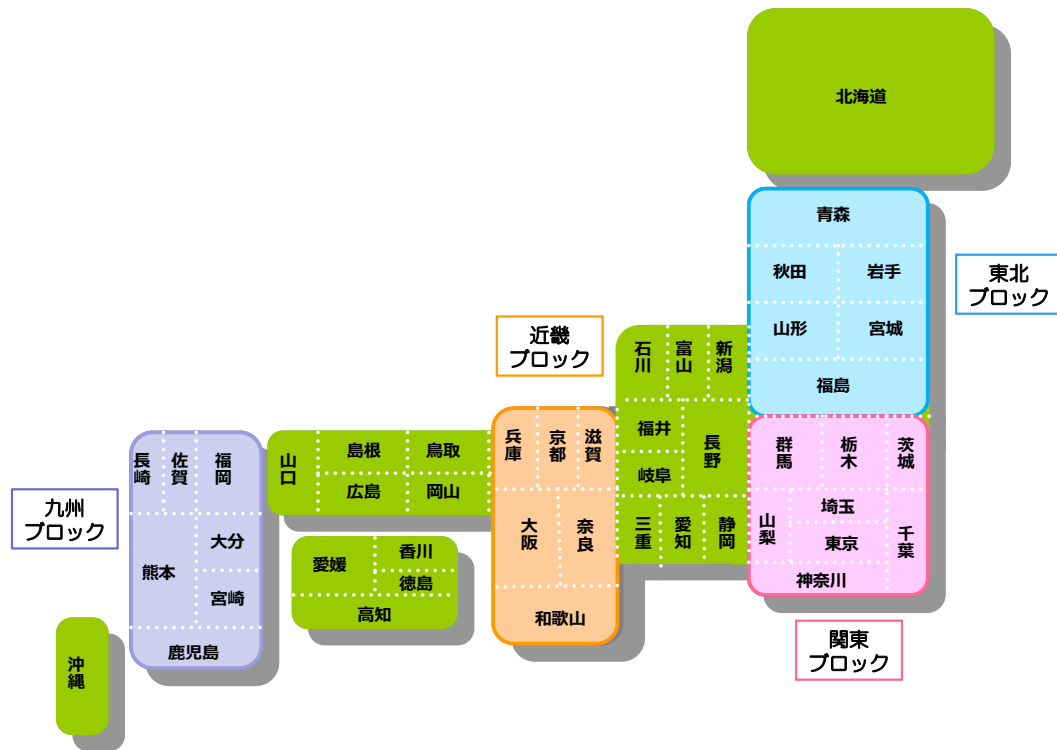 北海道
青森
秋田
岩手
山形
宮城
福島
東北
ブロック
近畿
ブロック
石川
富山
新潟
福井
長野
岐阜
三重
愛知
静岡
群馬
栃木
茨城
埼玉
山梨
東京
千葉
神奈川
関東
ブロック
兵庫
京都
滋賀
大阪
奈良
和歌山
山口
島根
鳥取
広島
岡山
愛媛
香川
徳島
高知
長崎
佐賀
福岡
大分
熊本
宮崎
鹿児島
九州
ブロック
沖縄